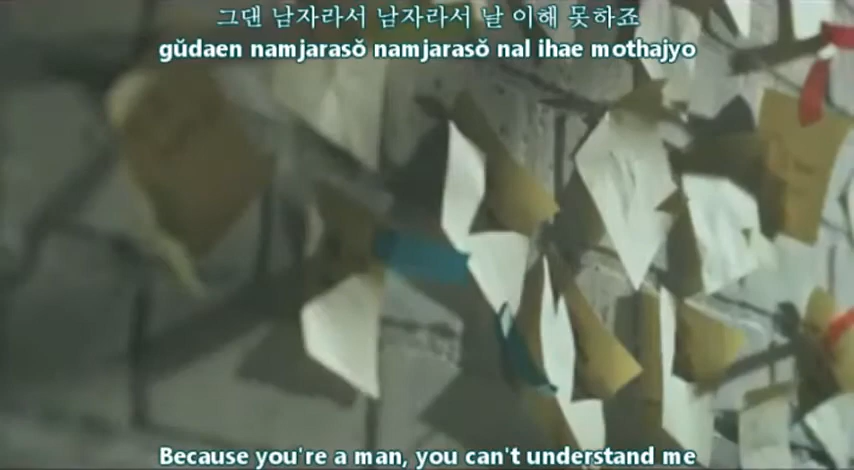 그댄 남자라서 남자라서 날 이해 못하죠
gŭdaen namjarasŏ namjarasŏ nal ihae mothajyo
Because you're a man, you can't understand me